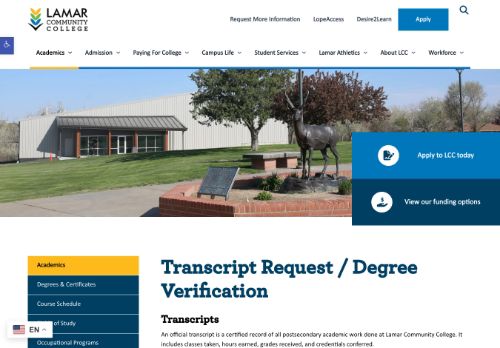 LAMAR
COMMUNITY
COLLEGE
Request More Information
LopeAccess
Desire2Learn
Apply
Academics
Admission
Paying For College
Campus Life
Student Services
Lamar Athletics
About LCC
Workforce
Apply to LCC today
View our funding options
Academics
Degrees & Certificates
Course Schedule
of Study
Occupational Programs
EN
Transcript Request / Degree
Verification
Transcripts
An official transcript is a certified record of all postsecondary academic work done at Lamar Community College. It
includes classes taken, hours earned, grades received, and credentials conferred.